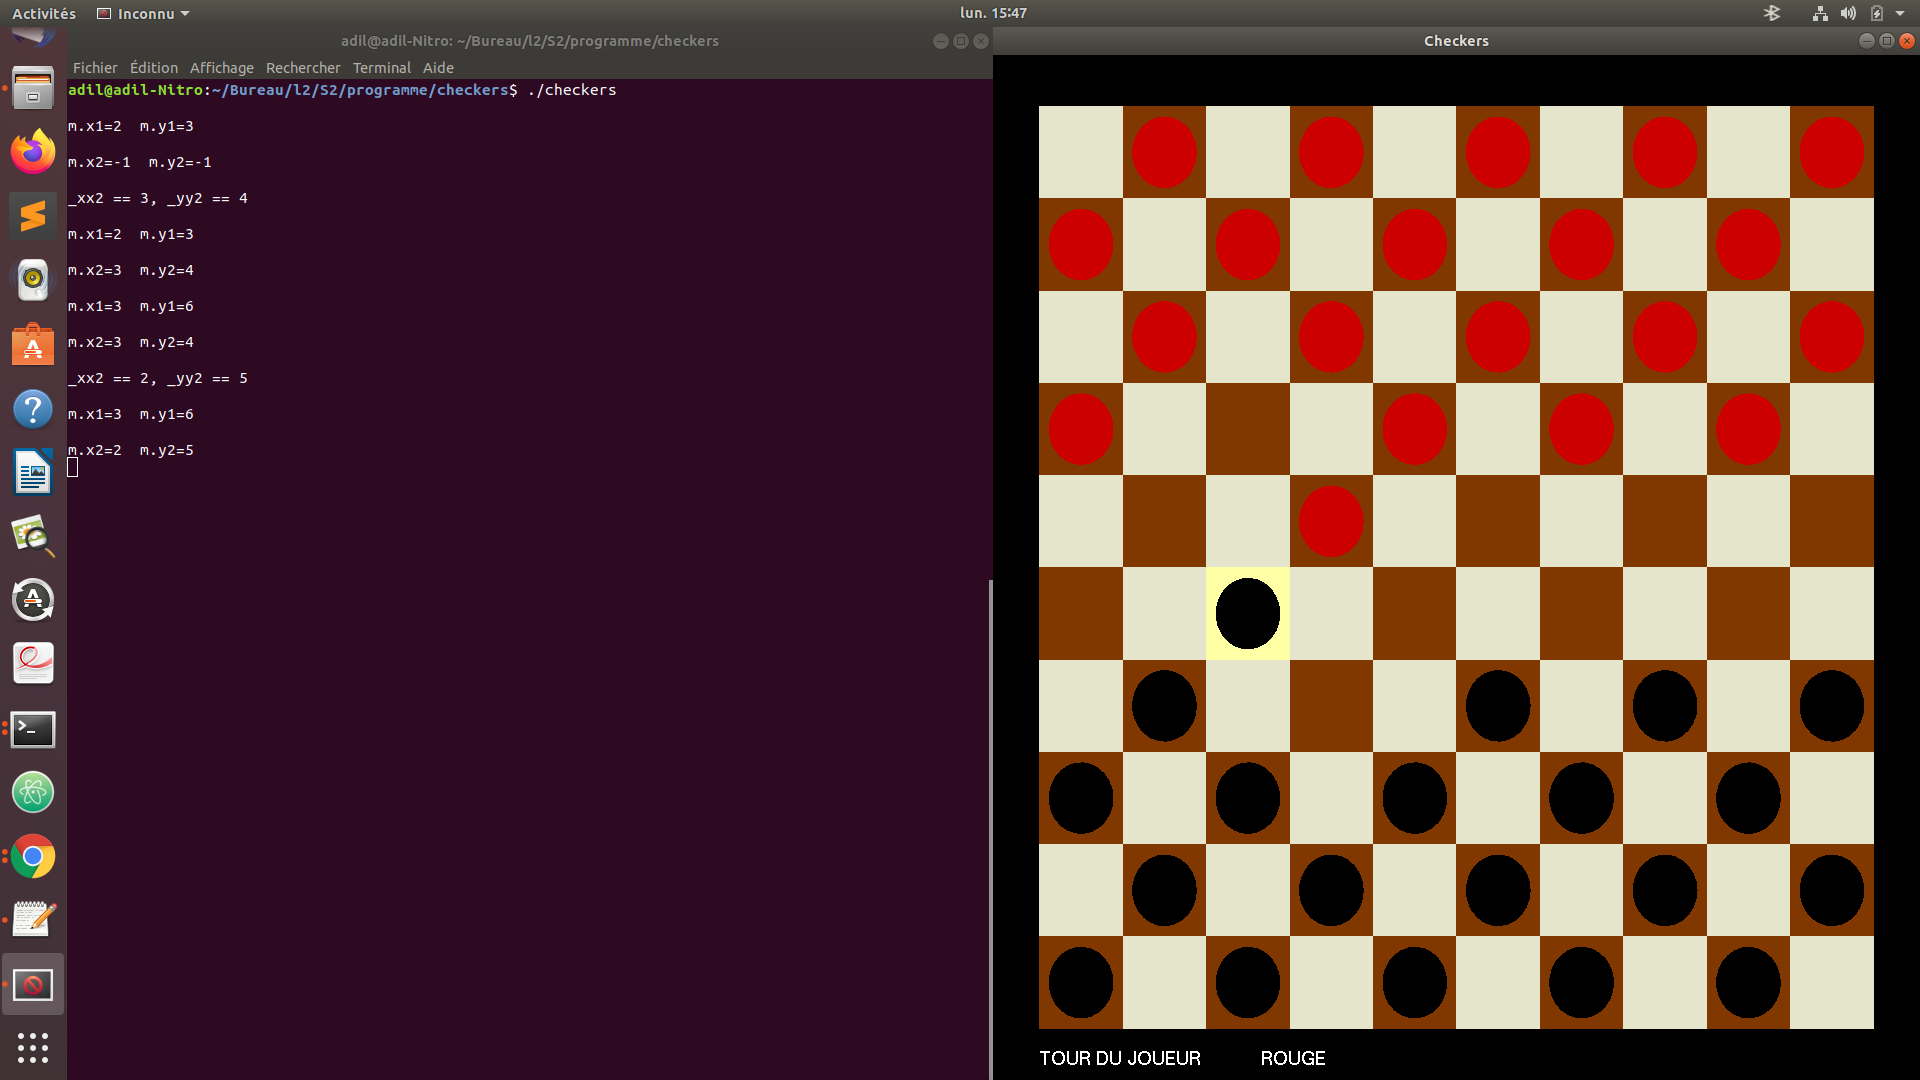 Activités Inconnu lun. 15:47
adil@adil-Nitro: ~/Bureau/l2/S2/programme/checkers
Fichier Édition Affichage Rechercher Terminal Aide
adil@adil-Nitro:~/Bureau/l2/S2/programme/checkers$ ./checkers
m.x1=2  m.y1=3
m.x2=-1  m.y2=-1
_xx2 == 3, _yy2 == 4
m.x1=2  m.y1=3
m.x2=3  m.y2=4
m.x1=3  m.y1=6
m.x2=3  m.y2=4
_xx2 == 2, _yy2 == 5
m.x1=3  m.y1=6
m.x2=2  m.y2=5
Checkers
TOUR DU JOUEUR ROUGE